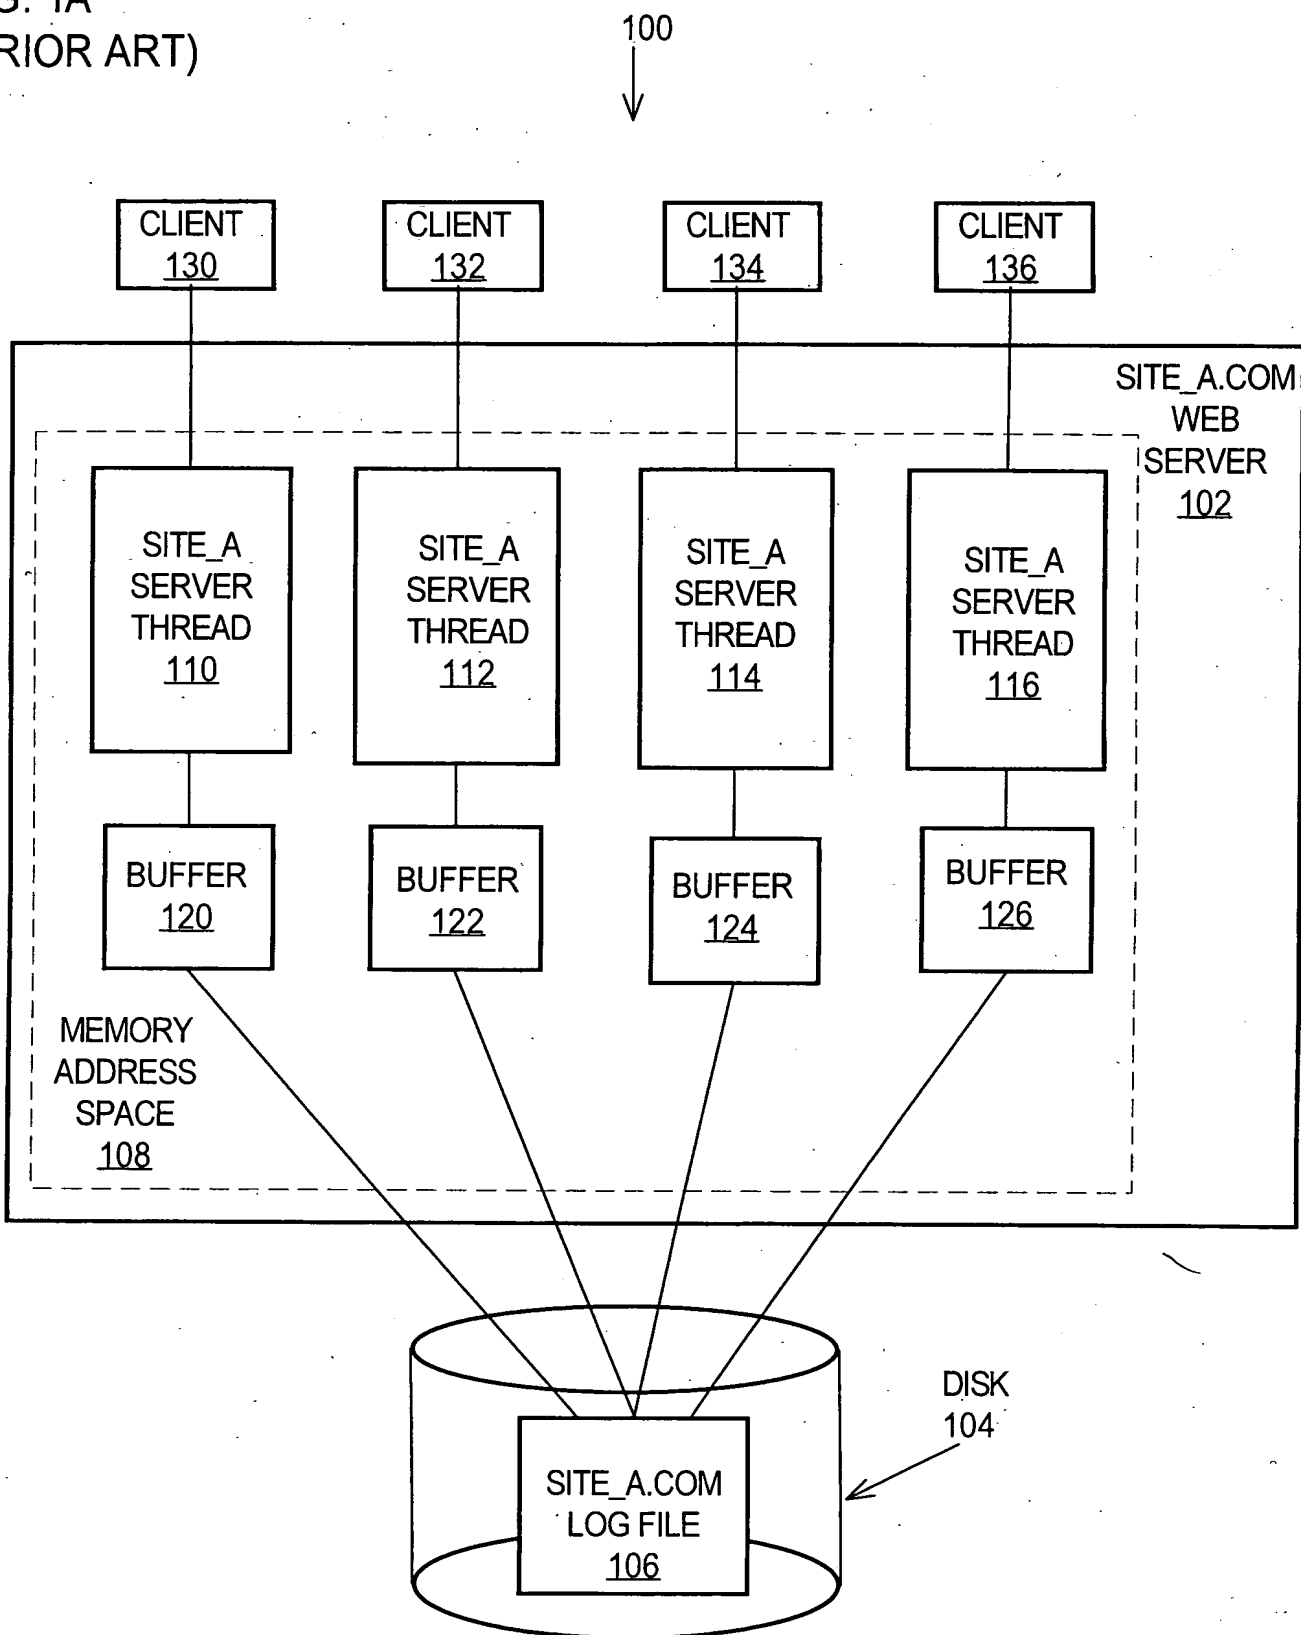 G. 1A
RIOR ART)
100
CLIENT
130
CLIENT
132
CLIENT
134
CLIENT
136
SITE_A.COM
WEB
SERVER
102
SITE_A
SERVER
THREAD
110
SITE_A
SERVER
THREAD
112
SITE_A
SERVER
THREAD
114
SITE_A
SERVER
THREAD
116
BUFFER
120
BUFFER
122
BUFFER
124
BUFFER
126
MEMORY
ADDRESS
SPACE
108
DISK
104
SITE_A.COM
LOG FILE
106